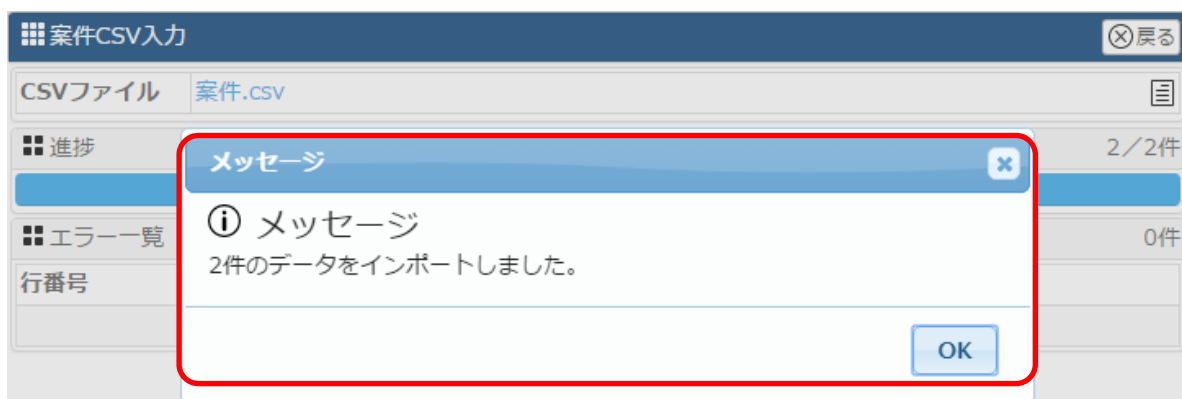 案件CSV入力
戻る
CSVファイル
案件.csv
進捗
2/2件
メッセージ
メッセージ
2件のデータをインポートしました。
エラー一覧
0件
行番号
OK